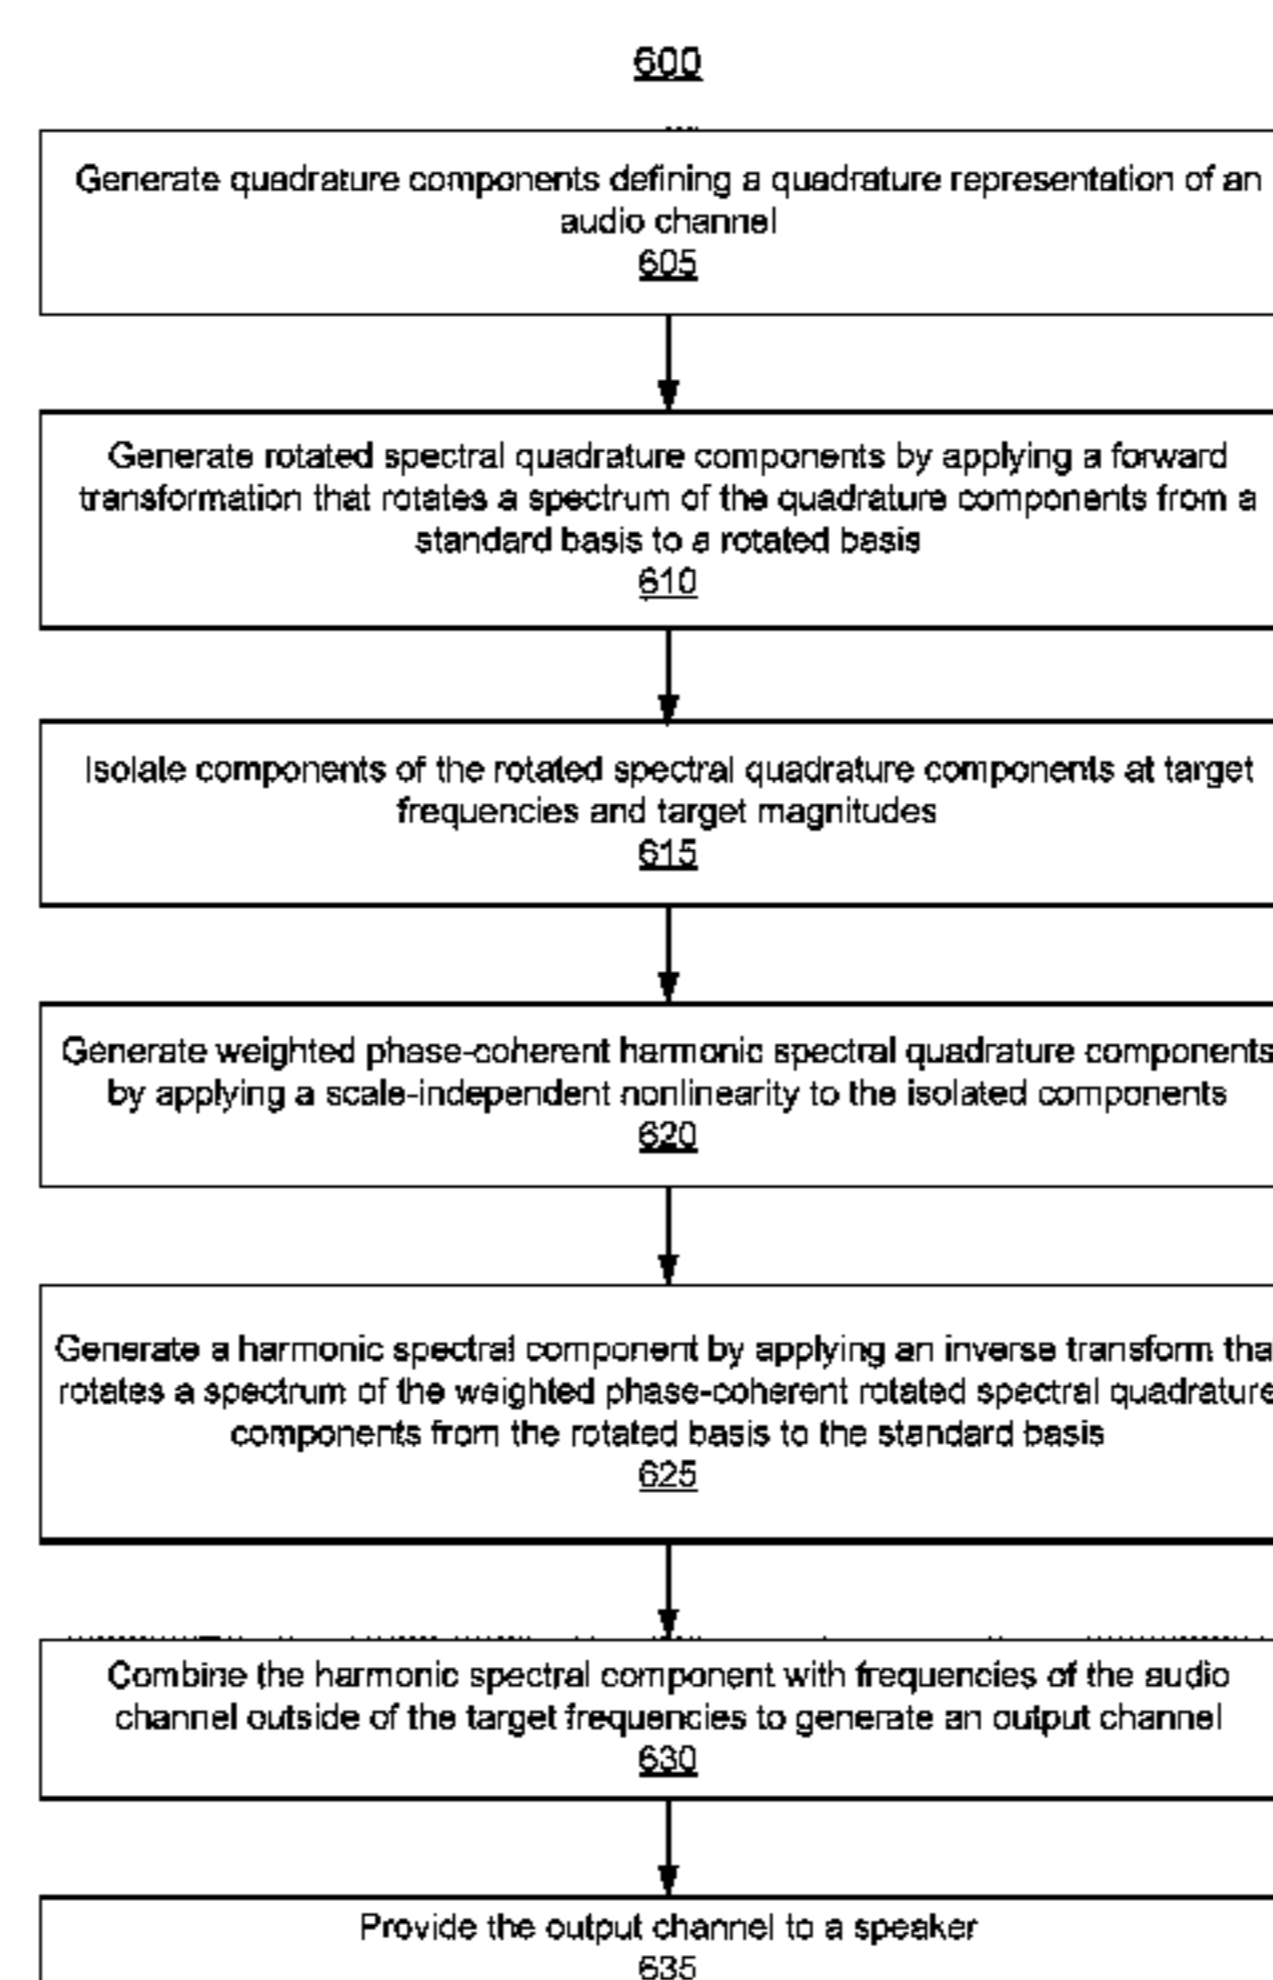 600
Generate quadrature components defining a quadrature representation of an
audio channel
605
Generate rotated spectral quadrature components by applying a forward
transformation that rotates a spectrum of the quadrature components from a
standard basis to a rotated basis
610
Isolate components of the rotated spectral quadrature components at target
frequencies and target magnitudes
615
Generate weighted phase-coherent harmonic spectral quadrature components
by applying a scale-independent nonlinearity to the isolated components
620
Generate a harmonic spectral component by applying an inverse transform tha
rotates a spectrum of the weighted phase-coherent rotated spectral quadrature
components from the rotated basis to the standard basis
625
Combine the harmonic spectral component with frequencies of the audio
channel outside of the target frequencies to generate an output channel
630
Provide the output channel to a speaker
635